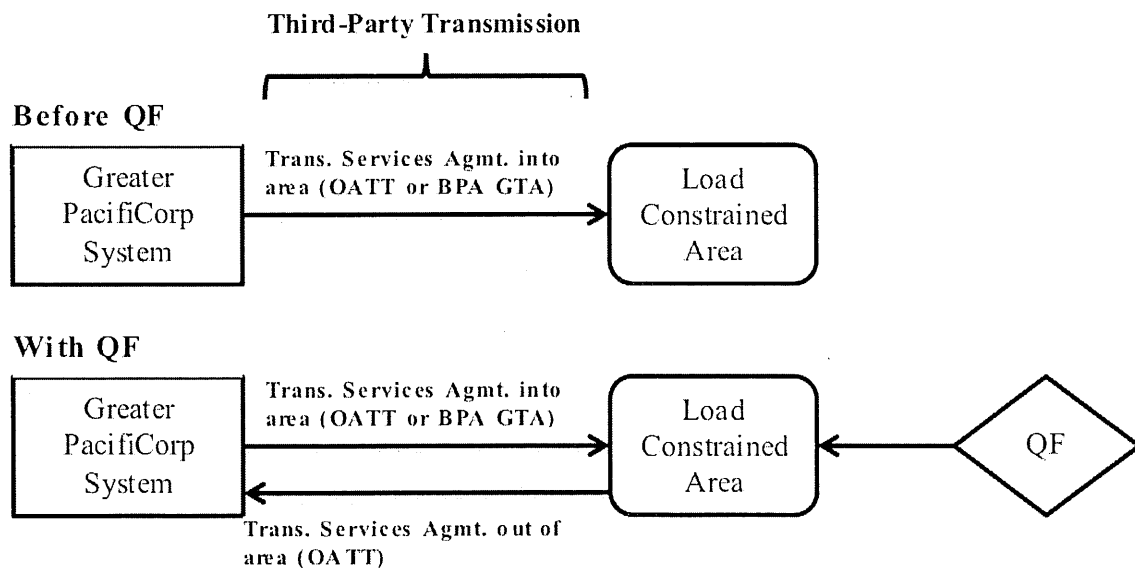 Third-Party Transmission
Before QF
Greater
PacifiCorp
System
Trans. Services Agmt. into
area (OATT or BPA GTA)
Load
Constrained
Area
With QF
Greater
PacifiCorp
System
Trans. Services Agmt. into
area (OATT or BPA GTA)
Load
Constrained
Area
QF
Trans. Services Agmt. out of
area (OATT)